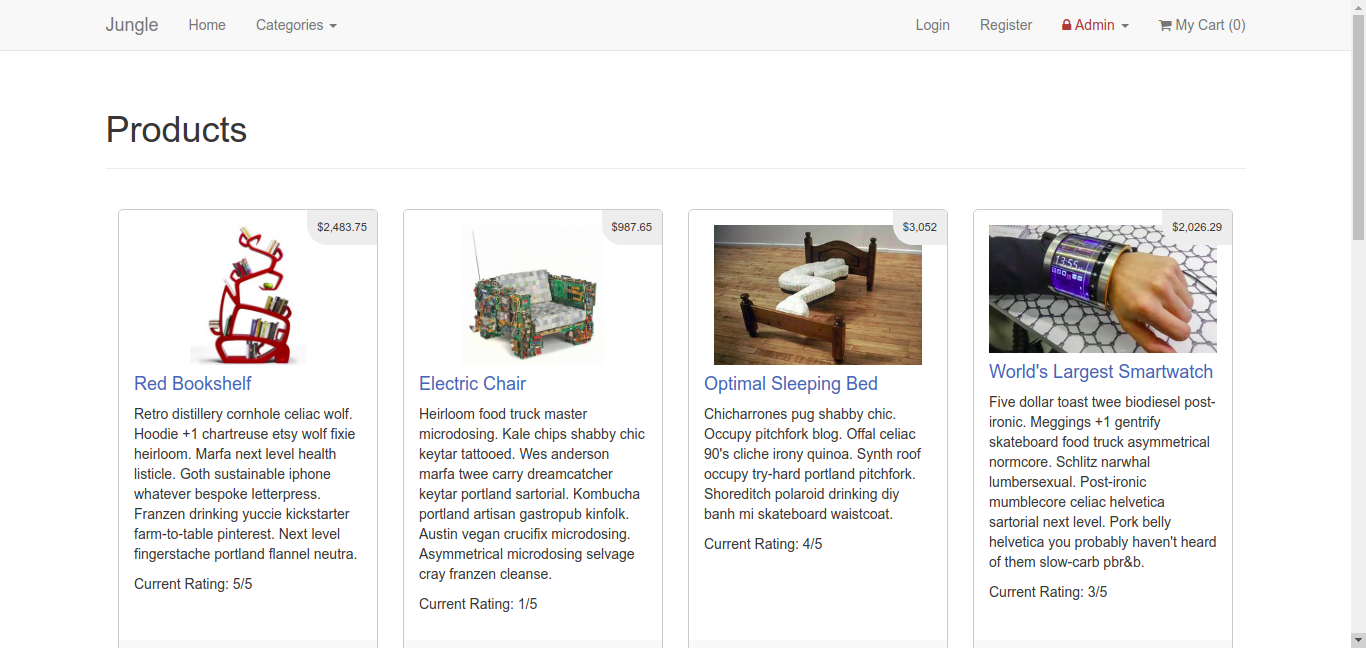 Jungle Home Categories Login Register Admin My Cart (0)
Products
$2,483.75
Red Bookshelf
Retro distillery cornhole celiac wolf.
Hoodie +1 chartreuse etsy wolf fixie
heirloom. Marfa next level health
listicle. Goth sustainable iphone
whatever bespoke letterpress.
Franzen drinking yuccie kickstarter
farm-to-table pinterest. Next level
fingerstache portland flannel neutra.
Current Rating: 5/5
$987.65
Electric Chair
Heirloom food truck master
microdosing. Kale chips shabby chic
keytar tattooed. Wes anderson
marfa twee carry dreamcatcher
keytar portland sartorial. Kombucha
portland artisan gastropub kinfolk.
Austin vegan crucifix microdosing.
Asymmetrical microdosing selvage
cray franzen cleanse.
Current Rating: 1/5
$3,052
Optimal Sleeping Bed
Chicharrones pug shabby chic.
Occupy pitchfork blog. Offal celiac
90's cliche irony quinoa. Synth roof
occupy try-hard portland pitchfork.
Shoreditch polaroid drinking diy
banh mi skateboard waistcoat.
Current Rating: 4/5
$2,026.29
13:55
World's Largest Smartwatch
Five dollar toast twee biodiesel post-
ironic. Meggings +1 gentrify
skateboard food truck asymmetrical
normcore. Schlitz narwhal
lumbersexual. Post-ironic
mumblecore celiac helvetica
sartorial next level. Pork belly
helvetica you probably haven't heard
of them slow-carb pbr&b.
Current Rating: 3/5